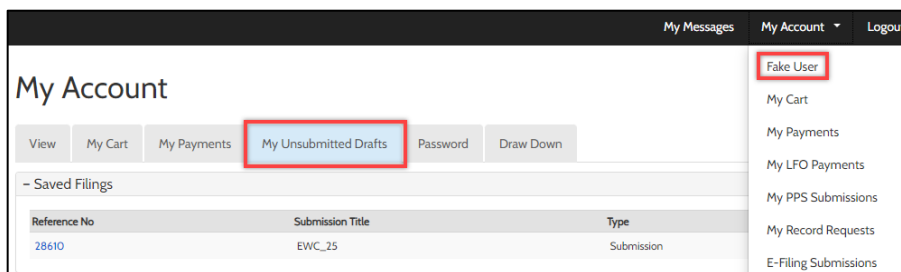 My Messages
My Account
Logout
Fake User
My Cart
My Payments
My LFO Payments
My PPS Submissions
My Record Requests
E-Filing Submissions
My Account
View
My Cart
My Payments
My Unsubmitted Drafts
Password
Draw Down
– Saved Filings
Reference No
Submission Title
Type
28610
EWC_25
Submission